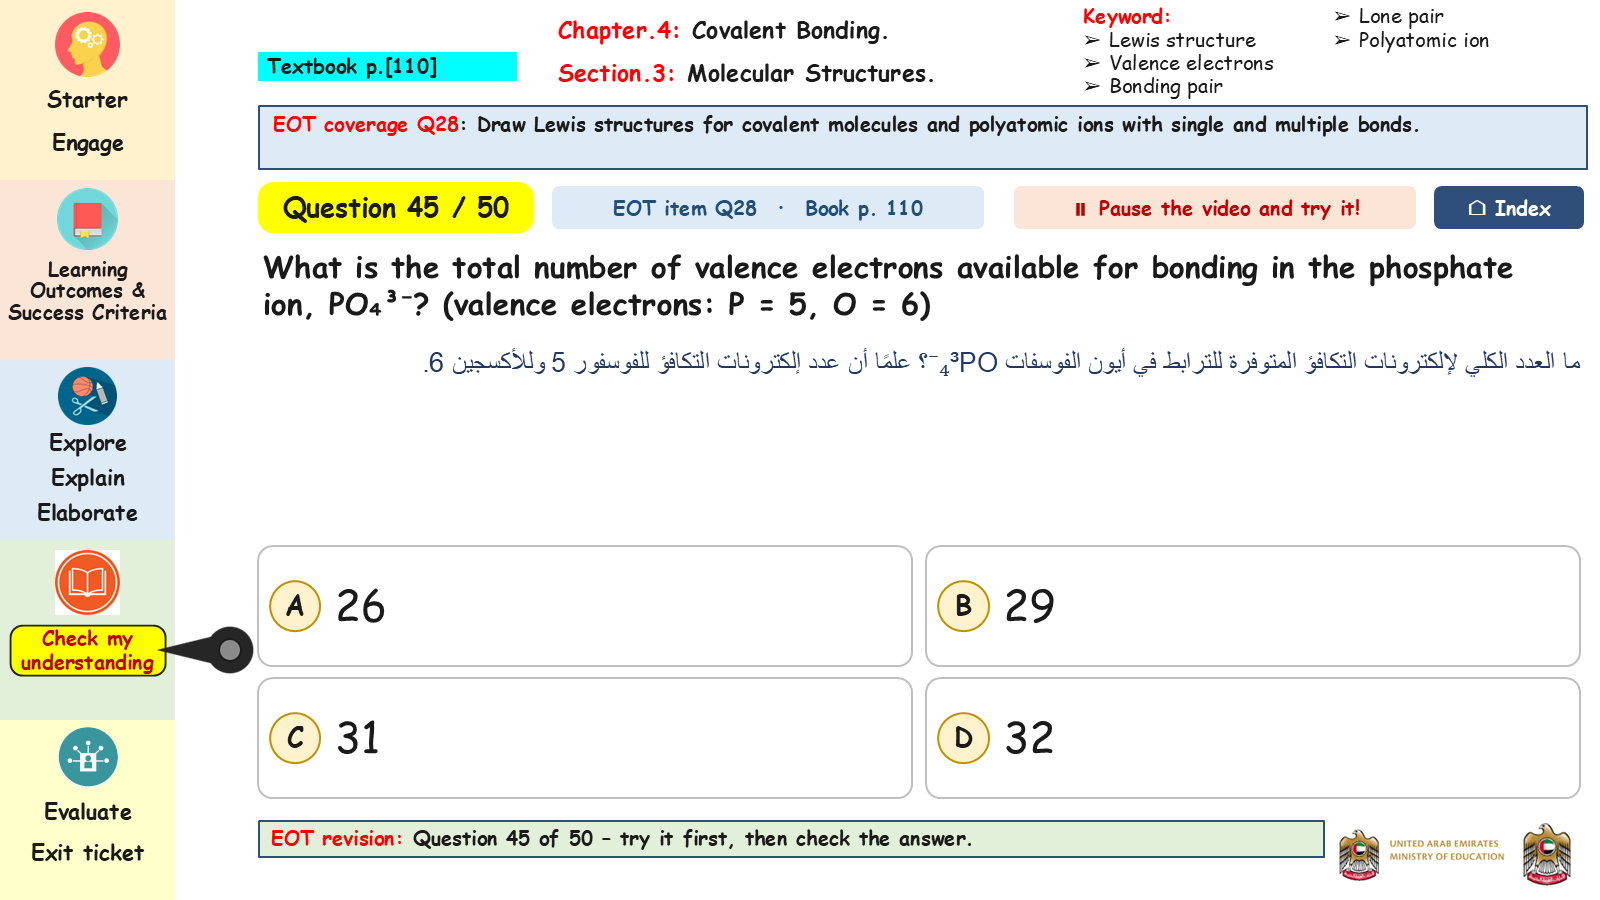 Starter
Engage
Learning
Outcomes &
Success Criteria
Explore
Explain
Elaborate
Check my
understanding
Evaluate
Exit ticket
Textbook p.[110]
Chapter.4: Covalent Bonding.
Section.3: Molecular Structures.
Keyword:
➢ Lewis structure
➢ Valence electrons
➢ Bonding pair
➢ Lone pair
➢ Polyatomic ion
EOT coverage Q28: Draw Lewis structures for covalent molecules and polyatomic ions with single and multiple bonds.
Question 45 / 50
EOT item Q28 · Book p. 110
⏸ Pause the video and try it!
⌂ Index
What is the total number of valence electrons available for bonding in the phosphate
ion, PO₄³⁻? (valence electrons: P = 5, O = 6)
ما العدد الكلي لإلكترونات التكافؤ المتوفرة للترابط في أيون الفوسفات PO₄³⁻؟ علمًا أن عدد إلكترونات التكافؤ للفوسفور 5 وللأكسجين 6.
A 26
B 29
C 31
D 32
EOT revision: Question 45 of 50 – try it first, then check the answer.
UNITED ARAB EMIRATES
MINISTRY OF EDUCATION